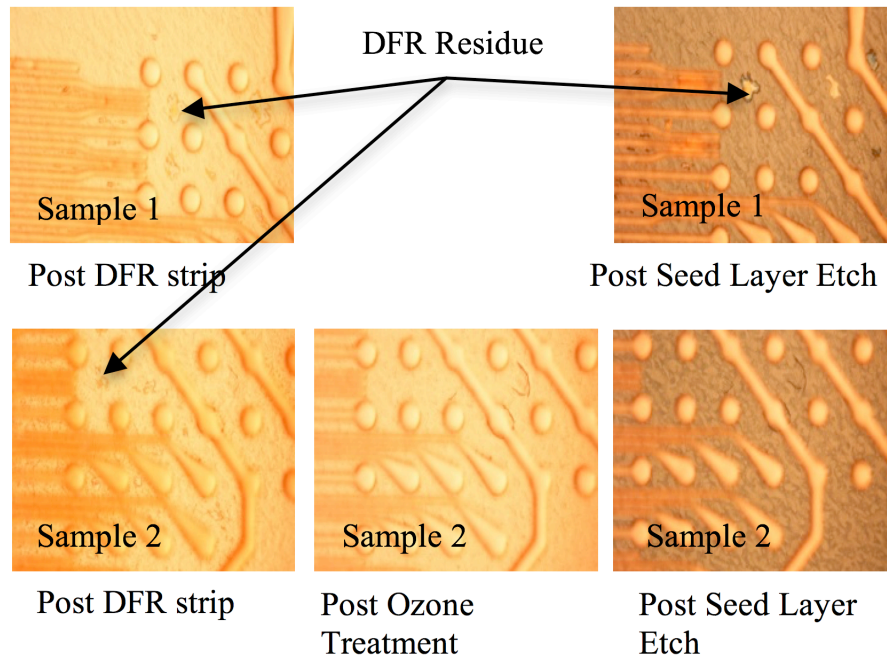 DFR Residue
Sample 1
Sample 1
Post DFR strip
Post Seed Layer Etch
Sample 2
Sample 2
Sample 2
Post DFR strip
Post Ozone
Treatment
Post Seed Layer
Etch